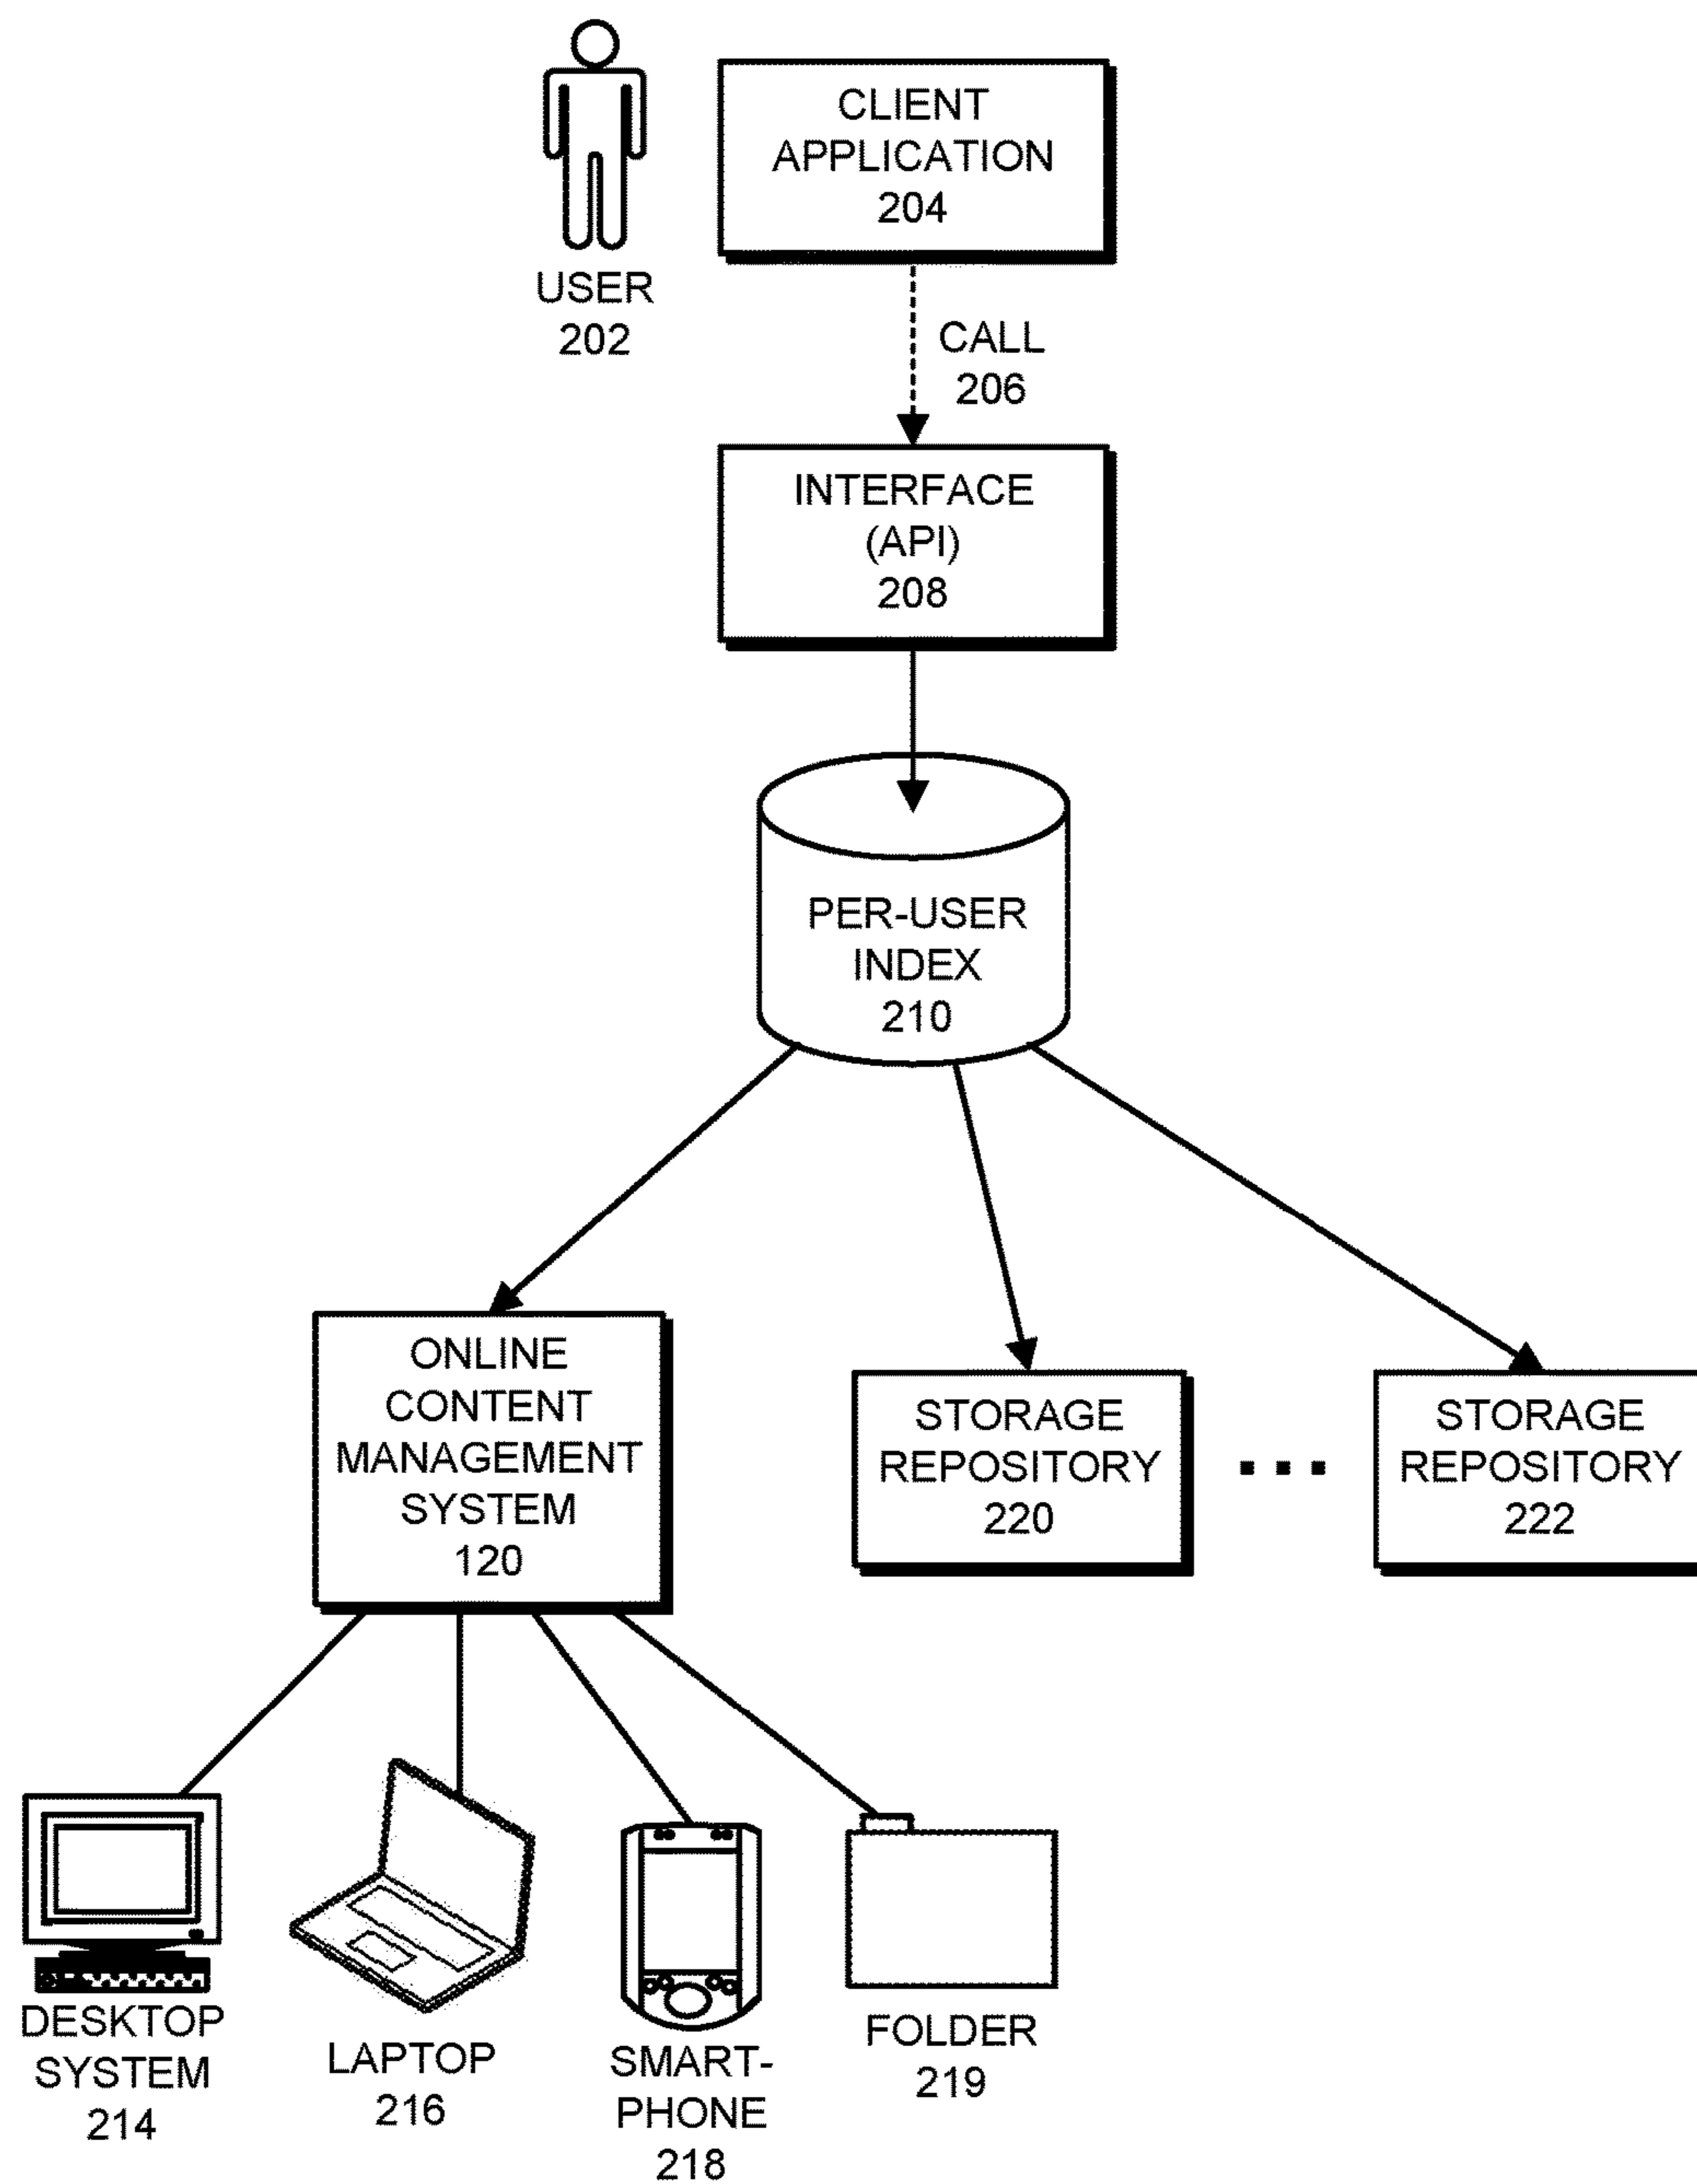 CLIENT
APPLICATION
204
USER
202
CALL
206
INTERFACE
(API)
208
PER-USER
INDEX
210
ONLINE
CONTENT
MANAGEMENT
SYSTEM
120
STORAGE
REPOSITORY
220
...
STORAGE
REPOSITORY
222
DESKTOP
SYSTEM
214
LAPTOP
216
SMART-
PHONE
218
FOLDER
219